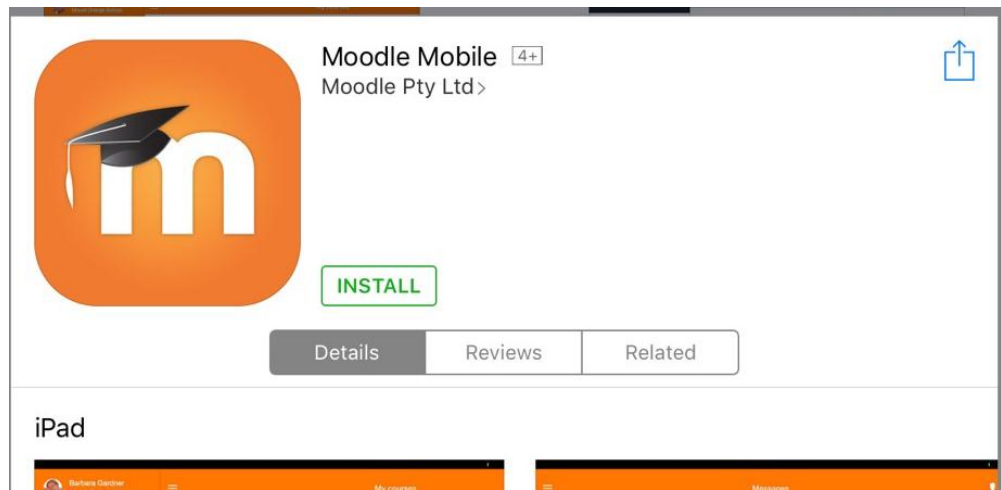 Moodle Mobile 4+
Moodle Pty Ltd >
m
INSTALL
Details Reviews Related
iPad
Barbara Gardner
My courses
Messages